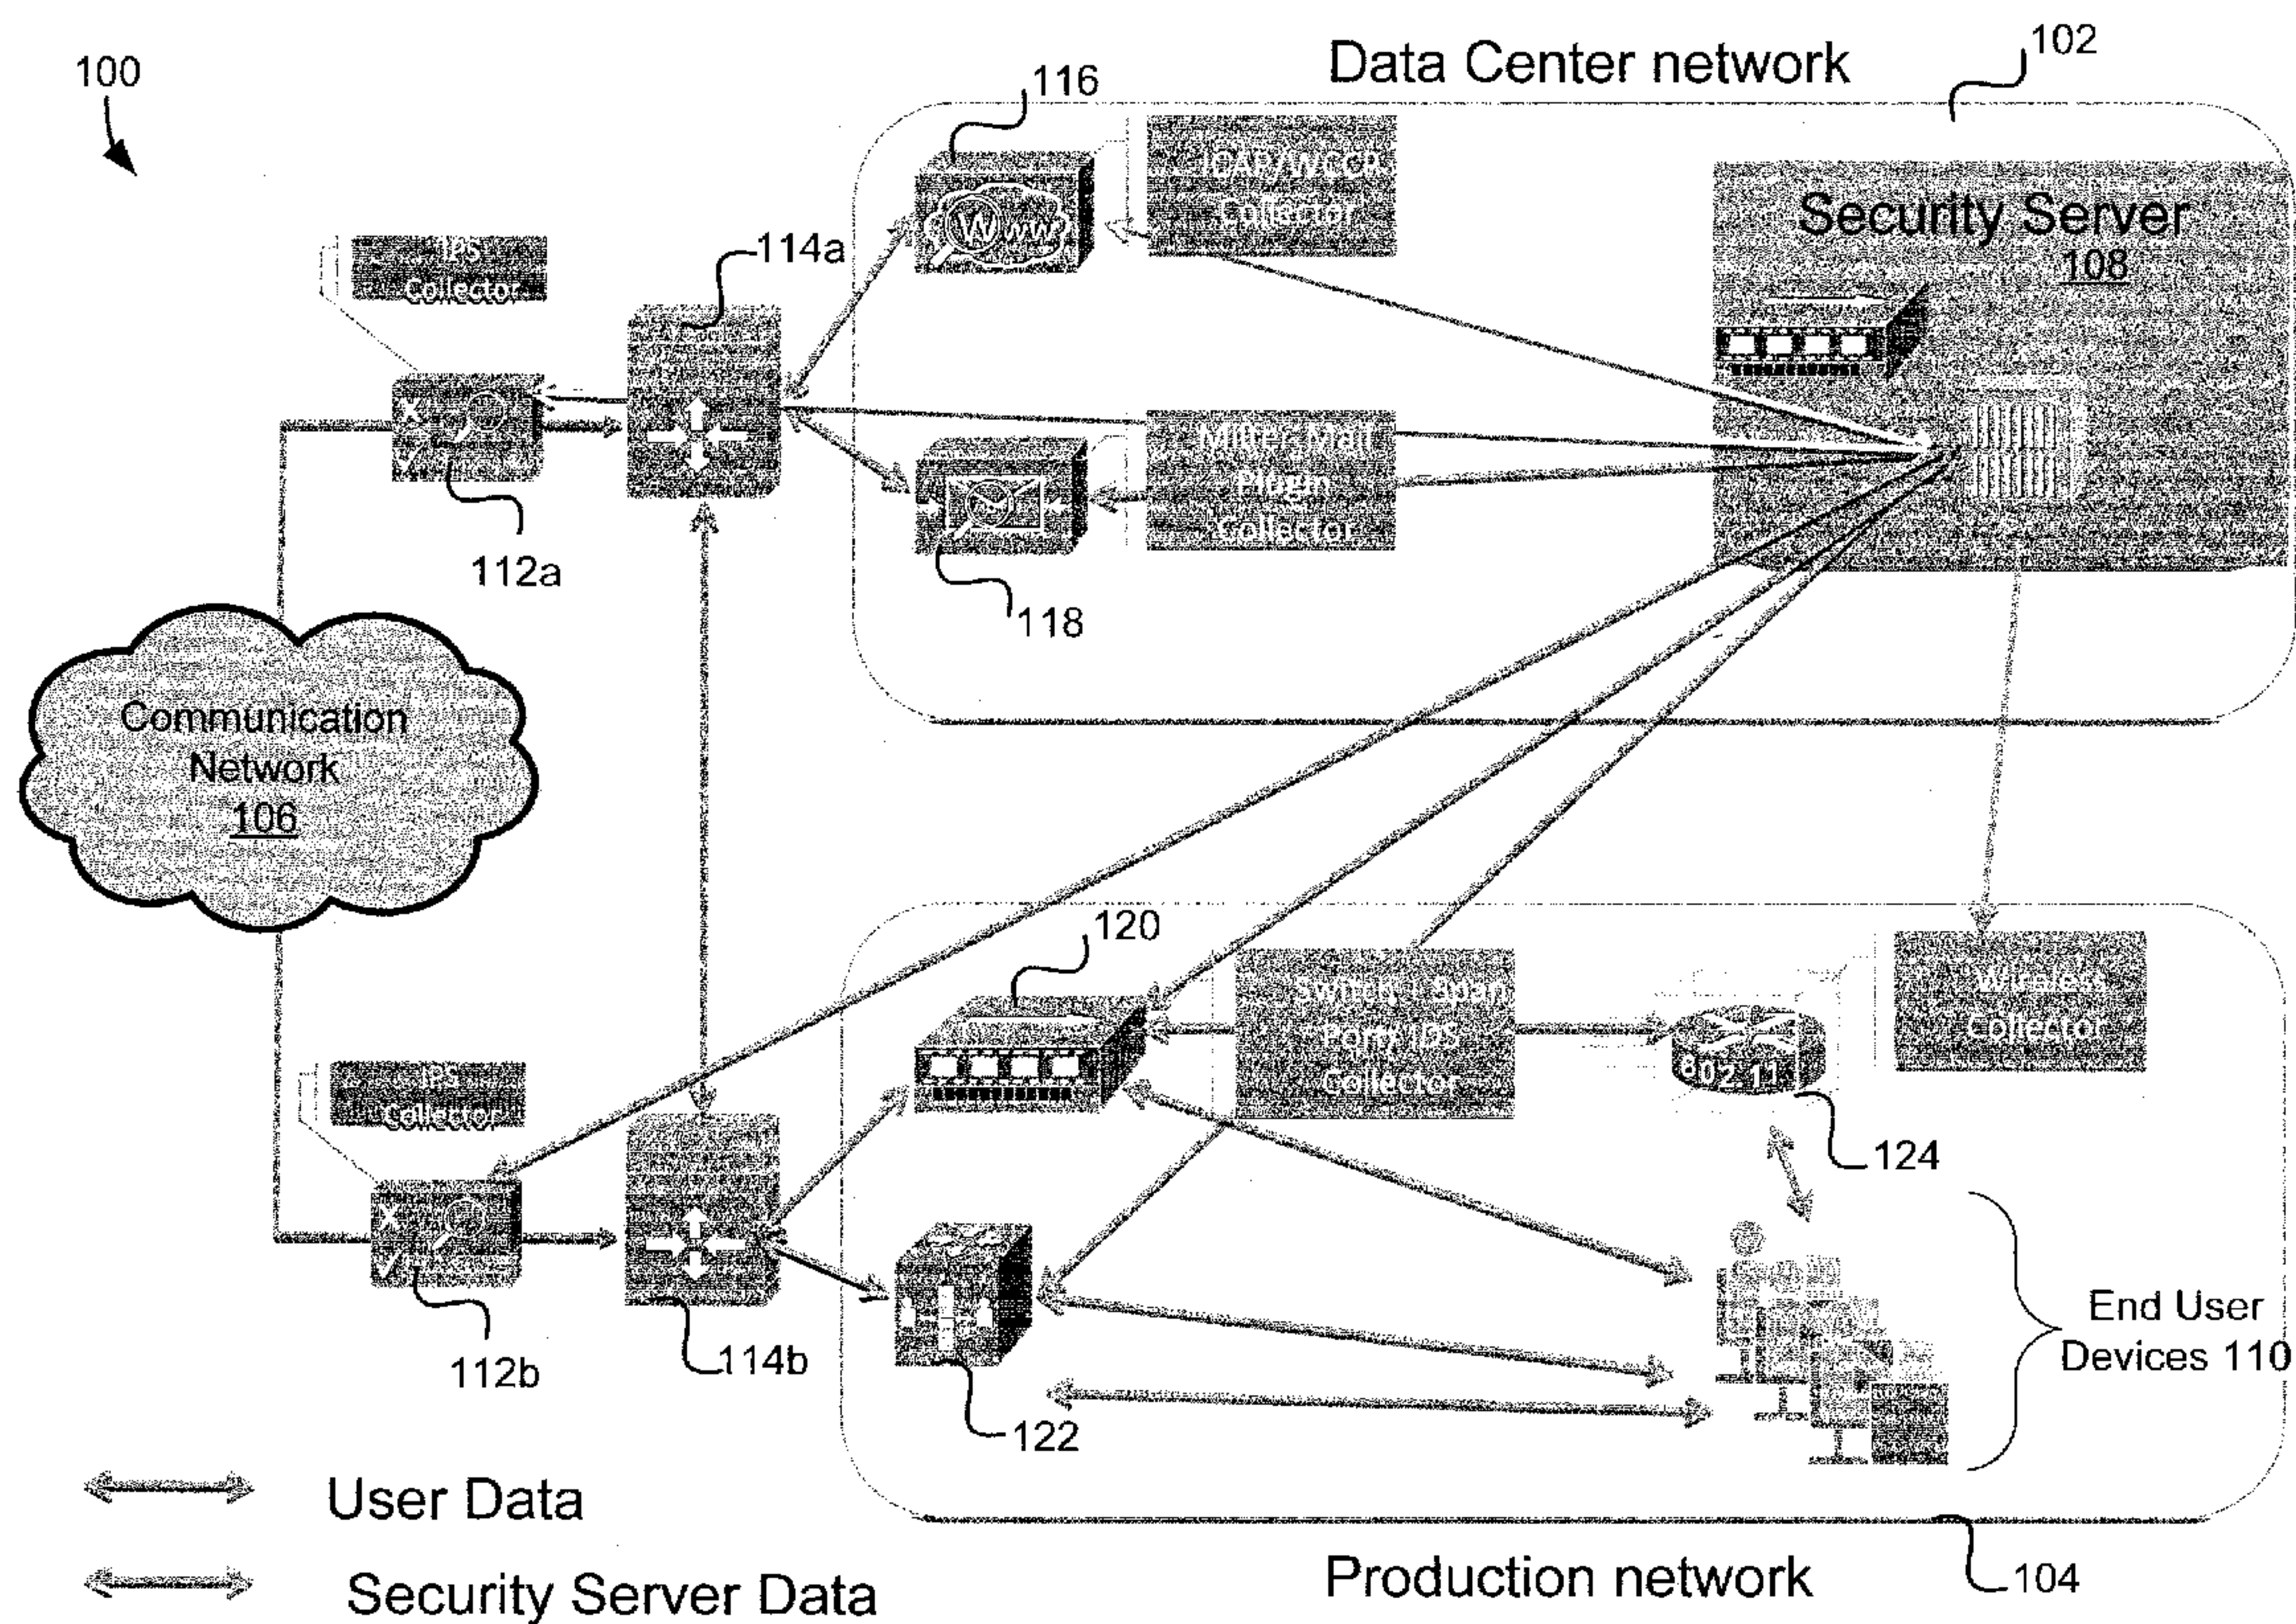 100
Data Center network
102
116
ICAP/WCCP
Collector
Security Server
108
114a
IPS
Collector
WWW
Milter Mail
Plugin
Collector
112a
118
Communication
Network
106
120
Switch
Span
Port
IDS
Collector
Wireless
Collector
802.11
IPS
Collector
124
End User
Devices 110
112b
114b
122
User Data
Security Server Data
Production network
104